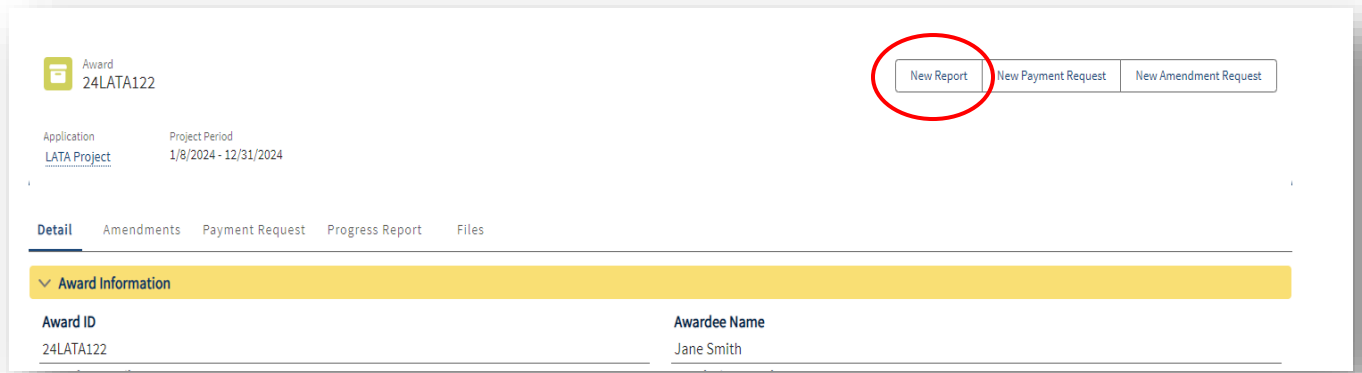 Award
24LATA122
New Report New Payment Request New Amendment Request
Application Project Period
LATA Project 1/8/2024 - 12/31/2024
Detail Amendments Payment Request Progress Report Files
Award Information
Award ID Awardee Name
24LATA122 Jane Smith